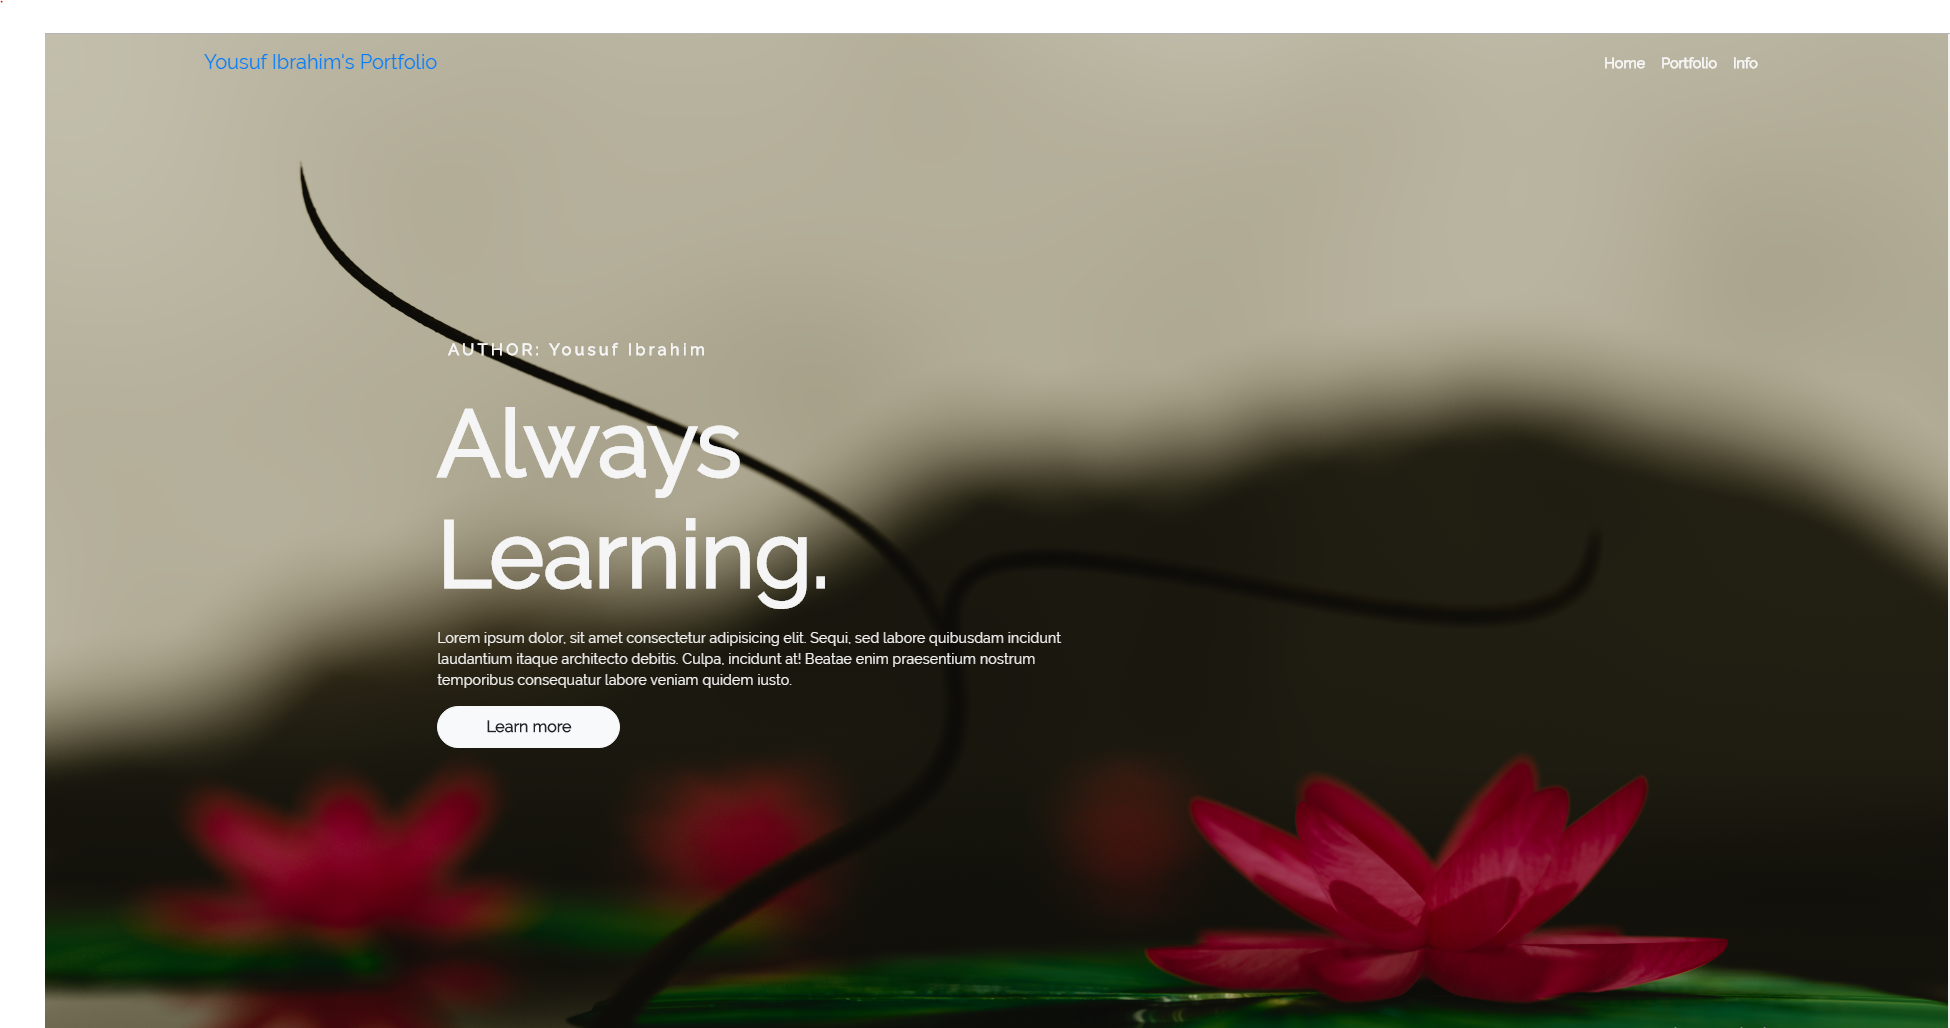 Yousuf Ibrahim's Portfolio
Home Portfolio Info
AUTHOR: Yousuf Ibrahim
Always
Learning.
Lorem ipsum dolor, sit amet consectetur adipisicing elit. Sequi, sed labore quibusdam incidunt
laudantium itaque architecto debitis. Culpa, incidunt at! Beatae enim praesentium nostrum
temporibus consequatur labore veniam quidem iusto.
Learn more